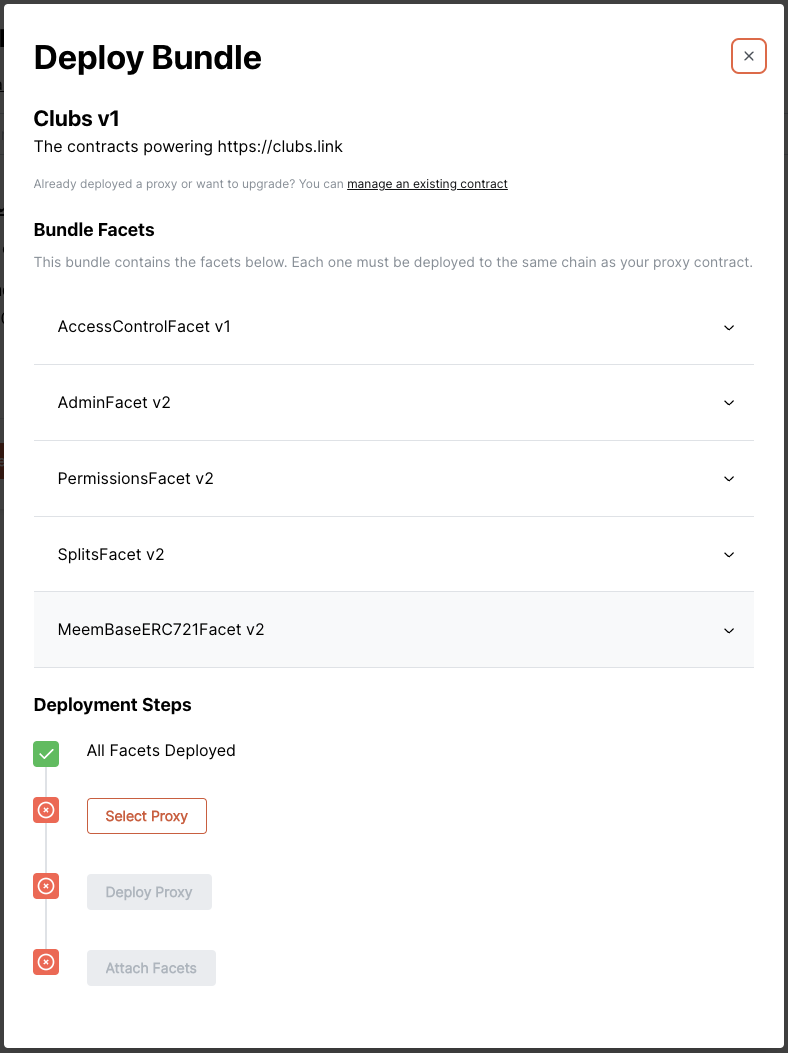 Deploy Bundle
Clubs v1
The contracts powering https://clubs.link
Already deployed a proxy or want to upgrade? You can manage an existing contract
Bundle Facets
This bundle contains the facets below. Each one must be deployed to the same chain as your proxy contract.
AccessControlFacet v1
AdminFacet v2
PermissionsFacet v2
SplitsFacet v2
MeemBaseERC721Facet v2
Deployment Steps
All Facets Deployed
Select Proxy
Deploy Proxy
Attach Facets